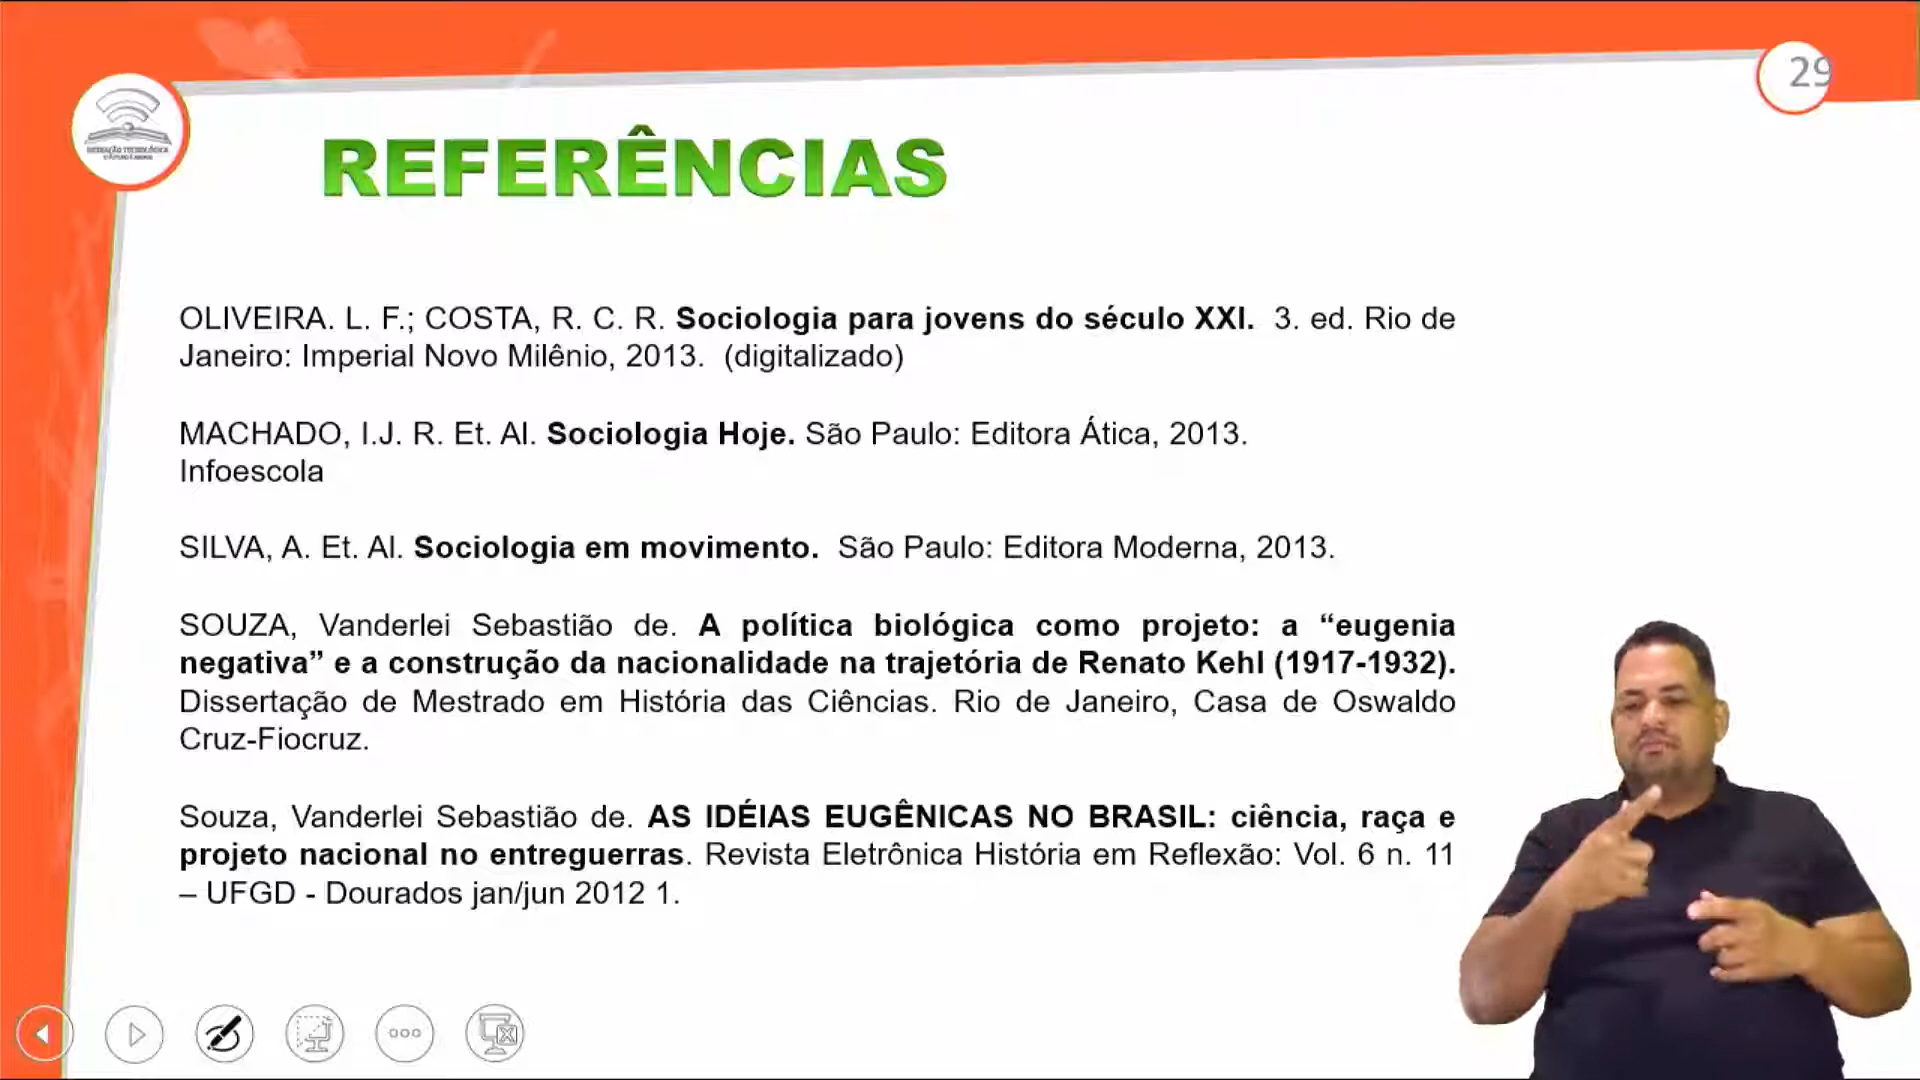 29
REFERÊNCIAS
OLIVEIRA. L. F.; COSTA, R. C. R. Sociologia para jovens do século XXI. 3. ed. Rio de
Janeiro: Imperial Novo Milênio, 2013. (digitalizado)
MACHADO, I.J. R. Et. Al. Sociologia Hoje. São Paulo: Editora Ática, 2013.
Infoescola
SILVA, A. Et. Al. Sociologia em movimento. São Paulo: Editora Moderna, 2013.
SOUZA, Vanderlei Sebastião de. A política biológica como projeto: a “eugenia
negativa” e a construção da nacionalidade na trajetória de Renato Kehl (1917-1932).
Dissertação de Mestrado em História das Ciências. Rio de Janeiro, Casa de Oswaldo
Cruz-Fiocruz.
Souza, Vanderlei Sebastião de. AS IDÉIAS EUGÊNICAS NO BRASIL: ciência, raça e
projeto nacional no entreguerras. Revista Eletrônica História em Reflexão: Vol. 6 n. 11
– UFGD - Dourados jan/jun 2012 1.